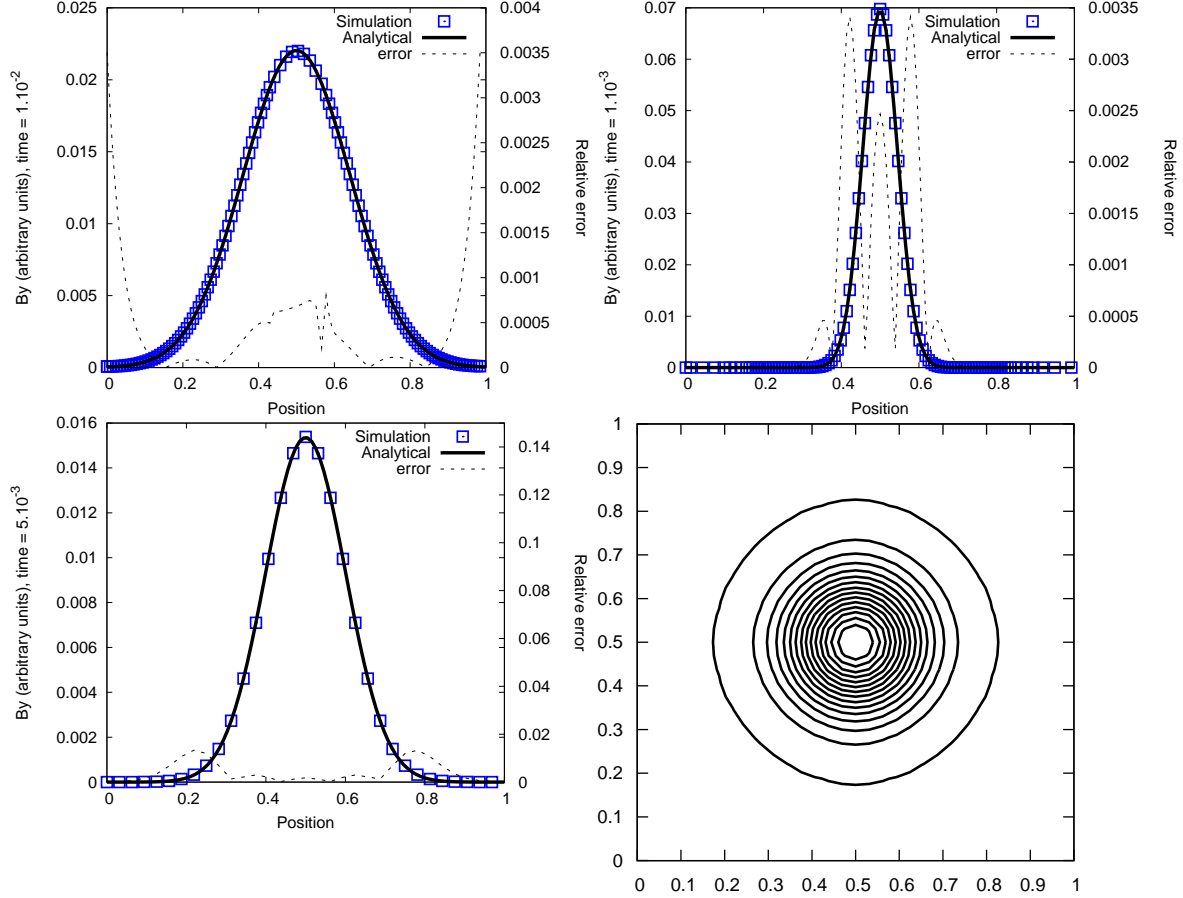 Simulation
Analytical
error
0.025
0.02
0.015
0.01
0.005
0
0.004
0.0035
0.003
0.0025
0.002
0.0015
0.001
0.0005
0
0 0.2 0.4 0.6 0.8 1
Position
By (arbitrary units), time = 1.10⁻²
Relative error
Simulation
Analytical
error
0.07
0.06
0.05
0.04
0.03
0.02
0.01
0
0.0035
0.003
0.0025
0.002
0.0015
0.001
0.0005
0
0 0.2 0.4 0.6 0.8 1
Position
By (arbitrary units), time = 1.10⁻³
Relative error
Simulation
Analytical
error
0.016
0.014
0.012
0.01
0.008
0.006
0.004
0.002
0
0.14
0.12
0.1
0.08
0.06
0.04
0.02
0
0 0.2 0.4 0.6 0.8 1
Position
By (arbitrary units), time = 5.10⁻³
Relative error
1
0.9
0.8
0.7
0.6
0.5
0.4
0.3
0.2
0.1
0
0 0.1 0.2 0.3 0.4 0.5 0.6 0.7 0.8 0.9 1